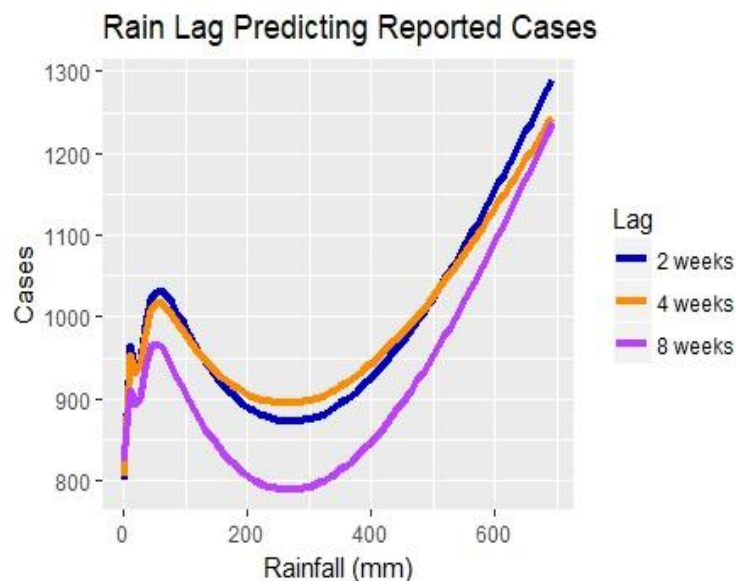 Rain Lag Predicting Reported Cases
1300
1200
1100
1000
900
800
Cases
0 200 400 600
Rainfall (mm)
Lag
2 weeks
4 weeks
8 weeks